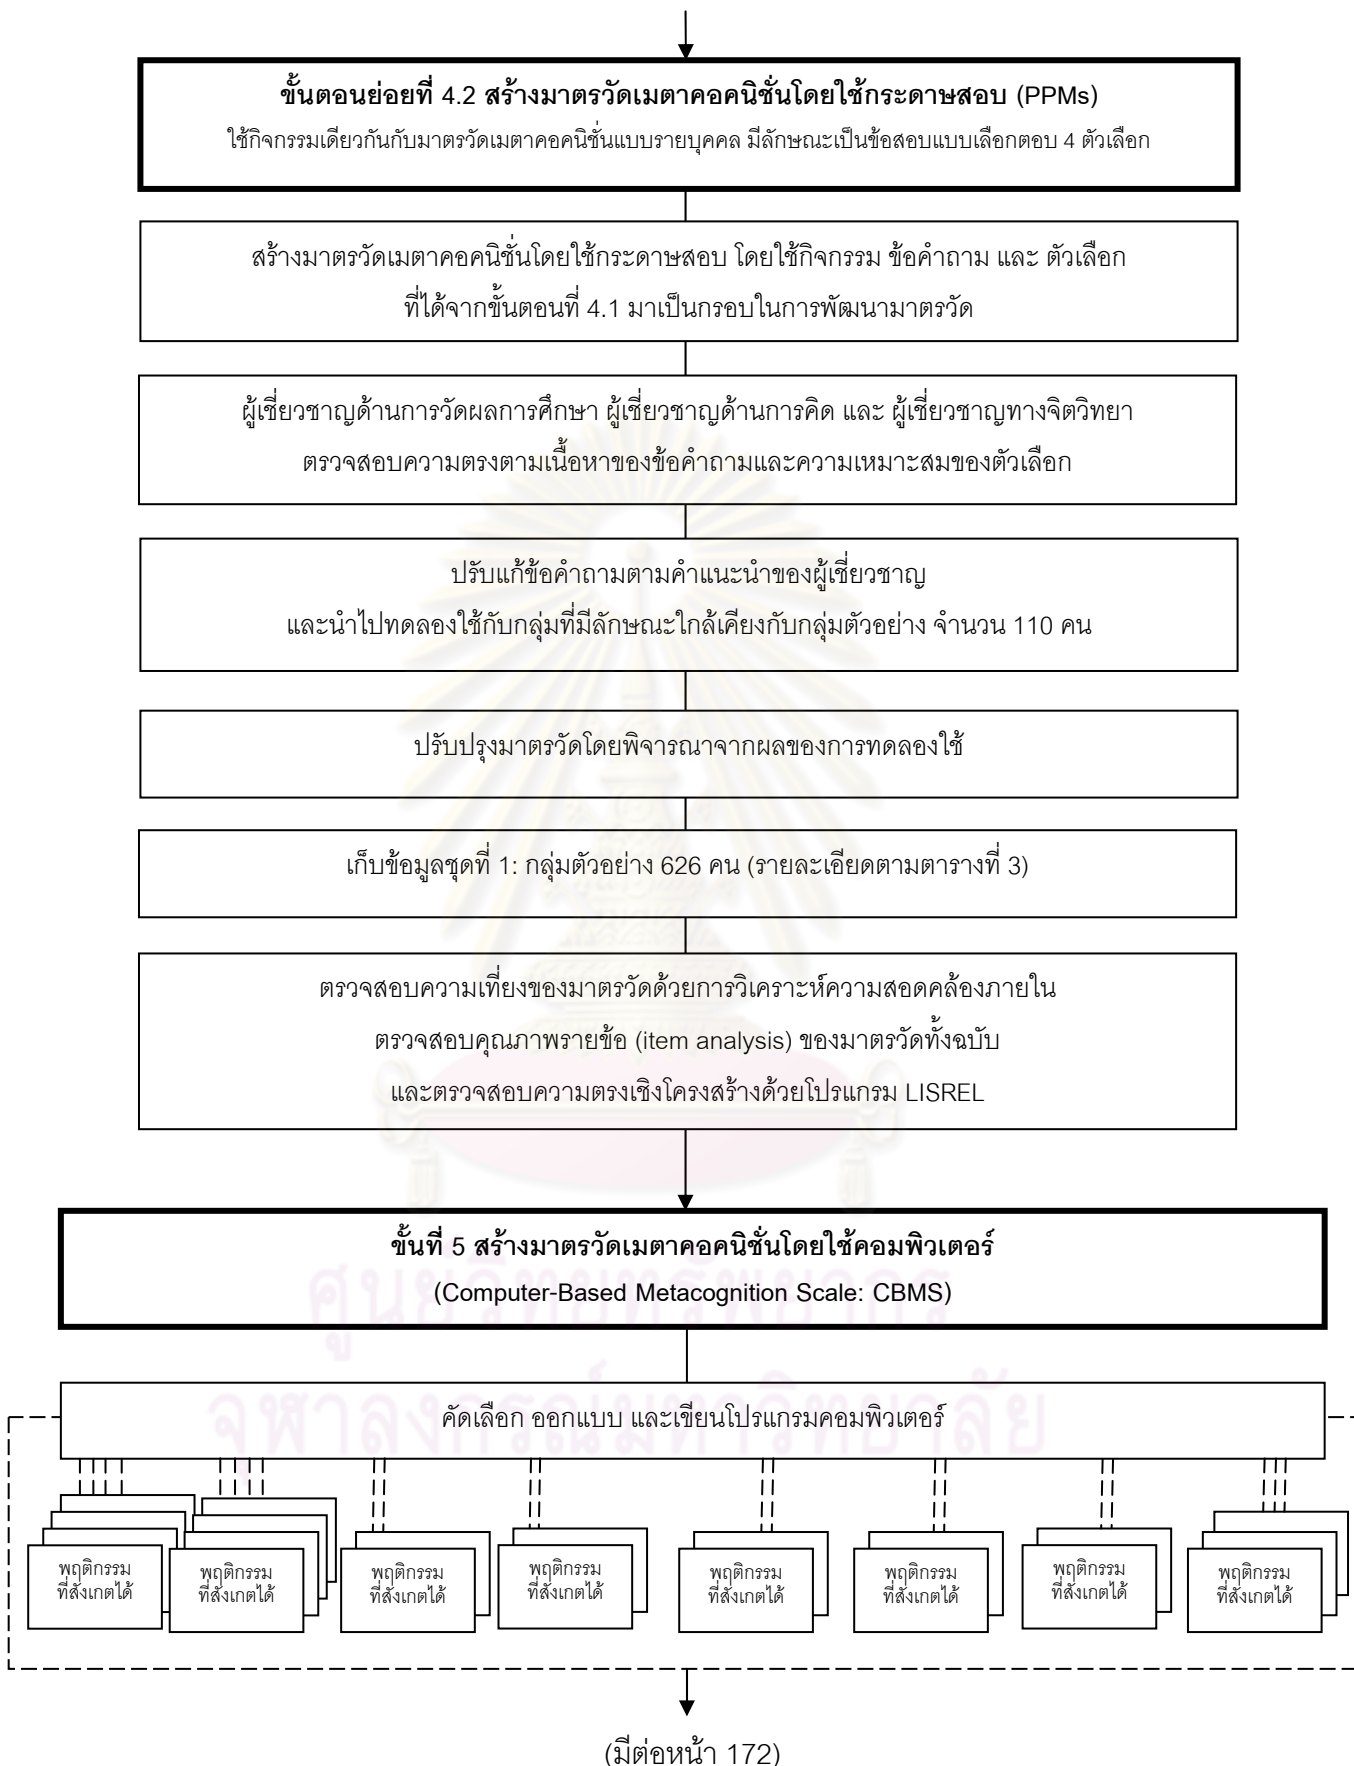 ขั้นตอนย่อยที่ 4.2 สร้างมาตรวัดเมตาคอคนิชั่นโดยใช้กระดาษสอบ (PPMs)
ใช้กิจกรรมเดียวกันกับมาตรวัดเมตาคอคนิชั่นแบบรายบุคคล มีลักษณะเป็นข้อสอบแบบเลือกตอบ 4 ตัวเลือก
สร้างมาตรวัดเมตาคอคนิชั่นโดยใช้กระดาษสอบ โดยใช้กิจกรรม ข้อคำถาม และ ตัวเลือก
ที่ได้จากขั้นตอนที่ 4.1 มาเป็นกรอบในการพัฒนามาตรวัด
ผู้เชี่ยวชาญด้านการวัดผลการศึกษา ผู้เชี่ยวชาญด้านการคิด และ ผู้เชี่ยวชาญทางจิตวิทยา
ตรวจสอบความตรงตามเนื้อหาของข้อคำถามและความเหมาะสมของตัวเลือก
ปรับแก้ข้อคำถามตามคำแนะนำของผู้เชี่ยวชาญ
และนำไปทดลองใช้กับกลุ่มที่มีลักษณะใกล้เคียงกับกลุ่มตัวอย่าง จำนวน 110 คน
ปรับปรุงมาตรวัดโดยพิจารณาจากผลของการทดลองใช้
เก็บข้อมูลชุดที่ 1: กลุ่มตัวอย่าง 626 คน (รายละเอียดตามตารางที่ 3)
ตรวจสอบความเที่ยงของมาตรวัดด้วยการวิเคราะห์ความสอดคล้องภายใน
ตรวจสอบคุณภาพรายข้อ (item analysis) ของมาตรวัดทั้งฉบับ
และตรวจสอบความตรงเชิงโครงสร้างด้วยโปรแกรม LISREL
ขั้นที่ 5 สร้างมาตรวัดเมตาคอคนิชั่นโดยใช้คอมพิวเตอร์
(Computer-Based Metacognition Scale: CBMS)
ศูนย์วิทยทรัพยากร
จุฬาลงกรณ์มหาวิทยาลัย
คัดเลือก ออกแบบ และเขียนโปรแกรมคอมพิวเตอร์
พฤติกรรม
ที่สังเกตได้
พฤติกรรม
ที่สังเกตได้
พฤติกรรม
ที่สังเกตได้
พฤติกรรม
ที่สังเกตได้
พฤติกรรม
ที่สังเกตได้
พฤติกรรม
ที่สังเกตได้
พฤติกรรม
ที่สังเกตได้
พฤติกรรม
ที่สังเกตได้
(มีต่อหน้า 172)